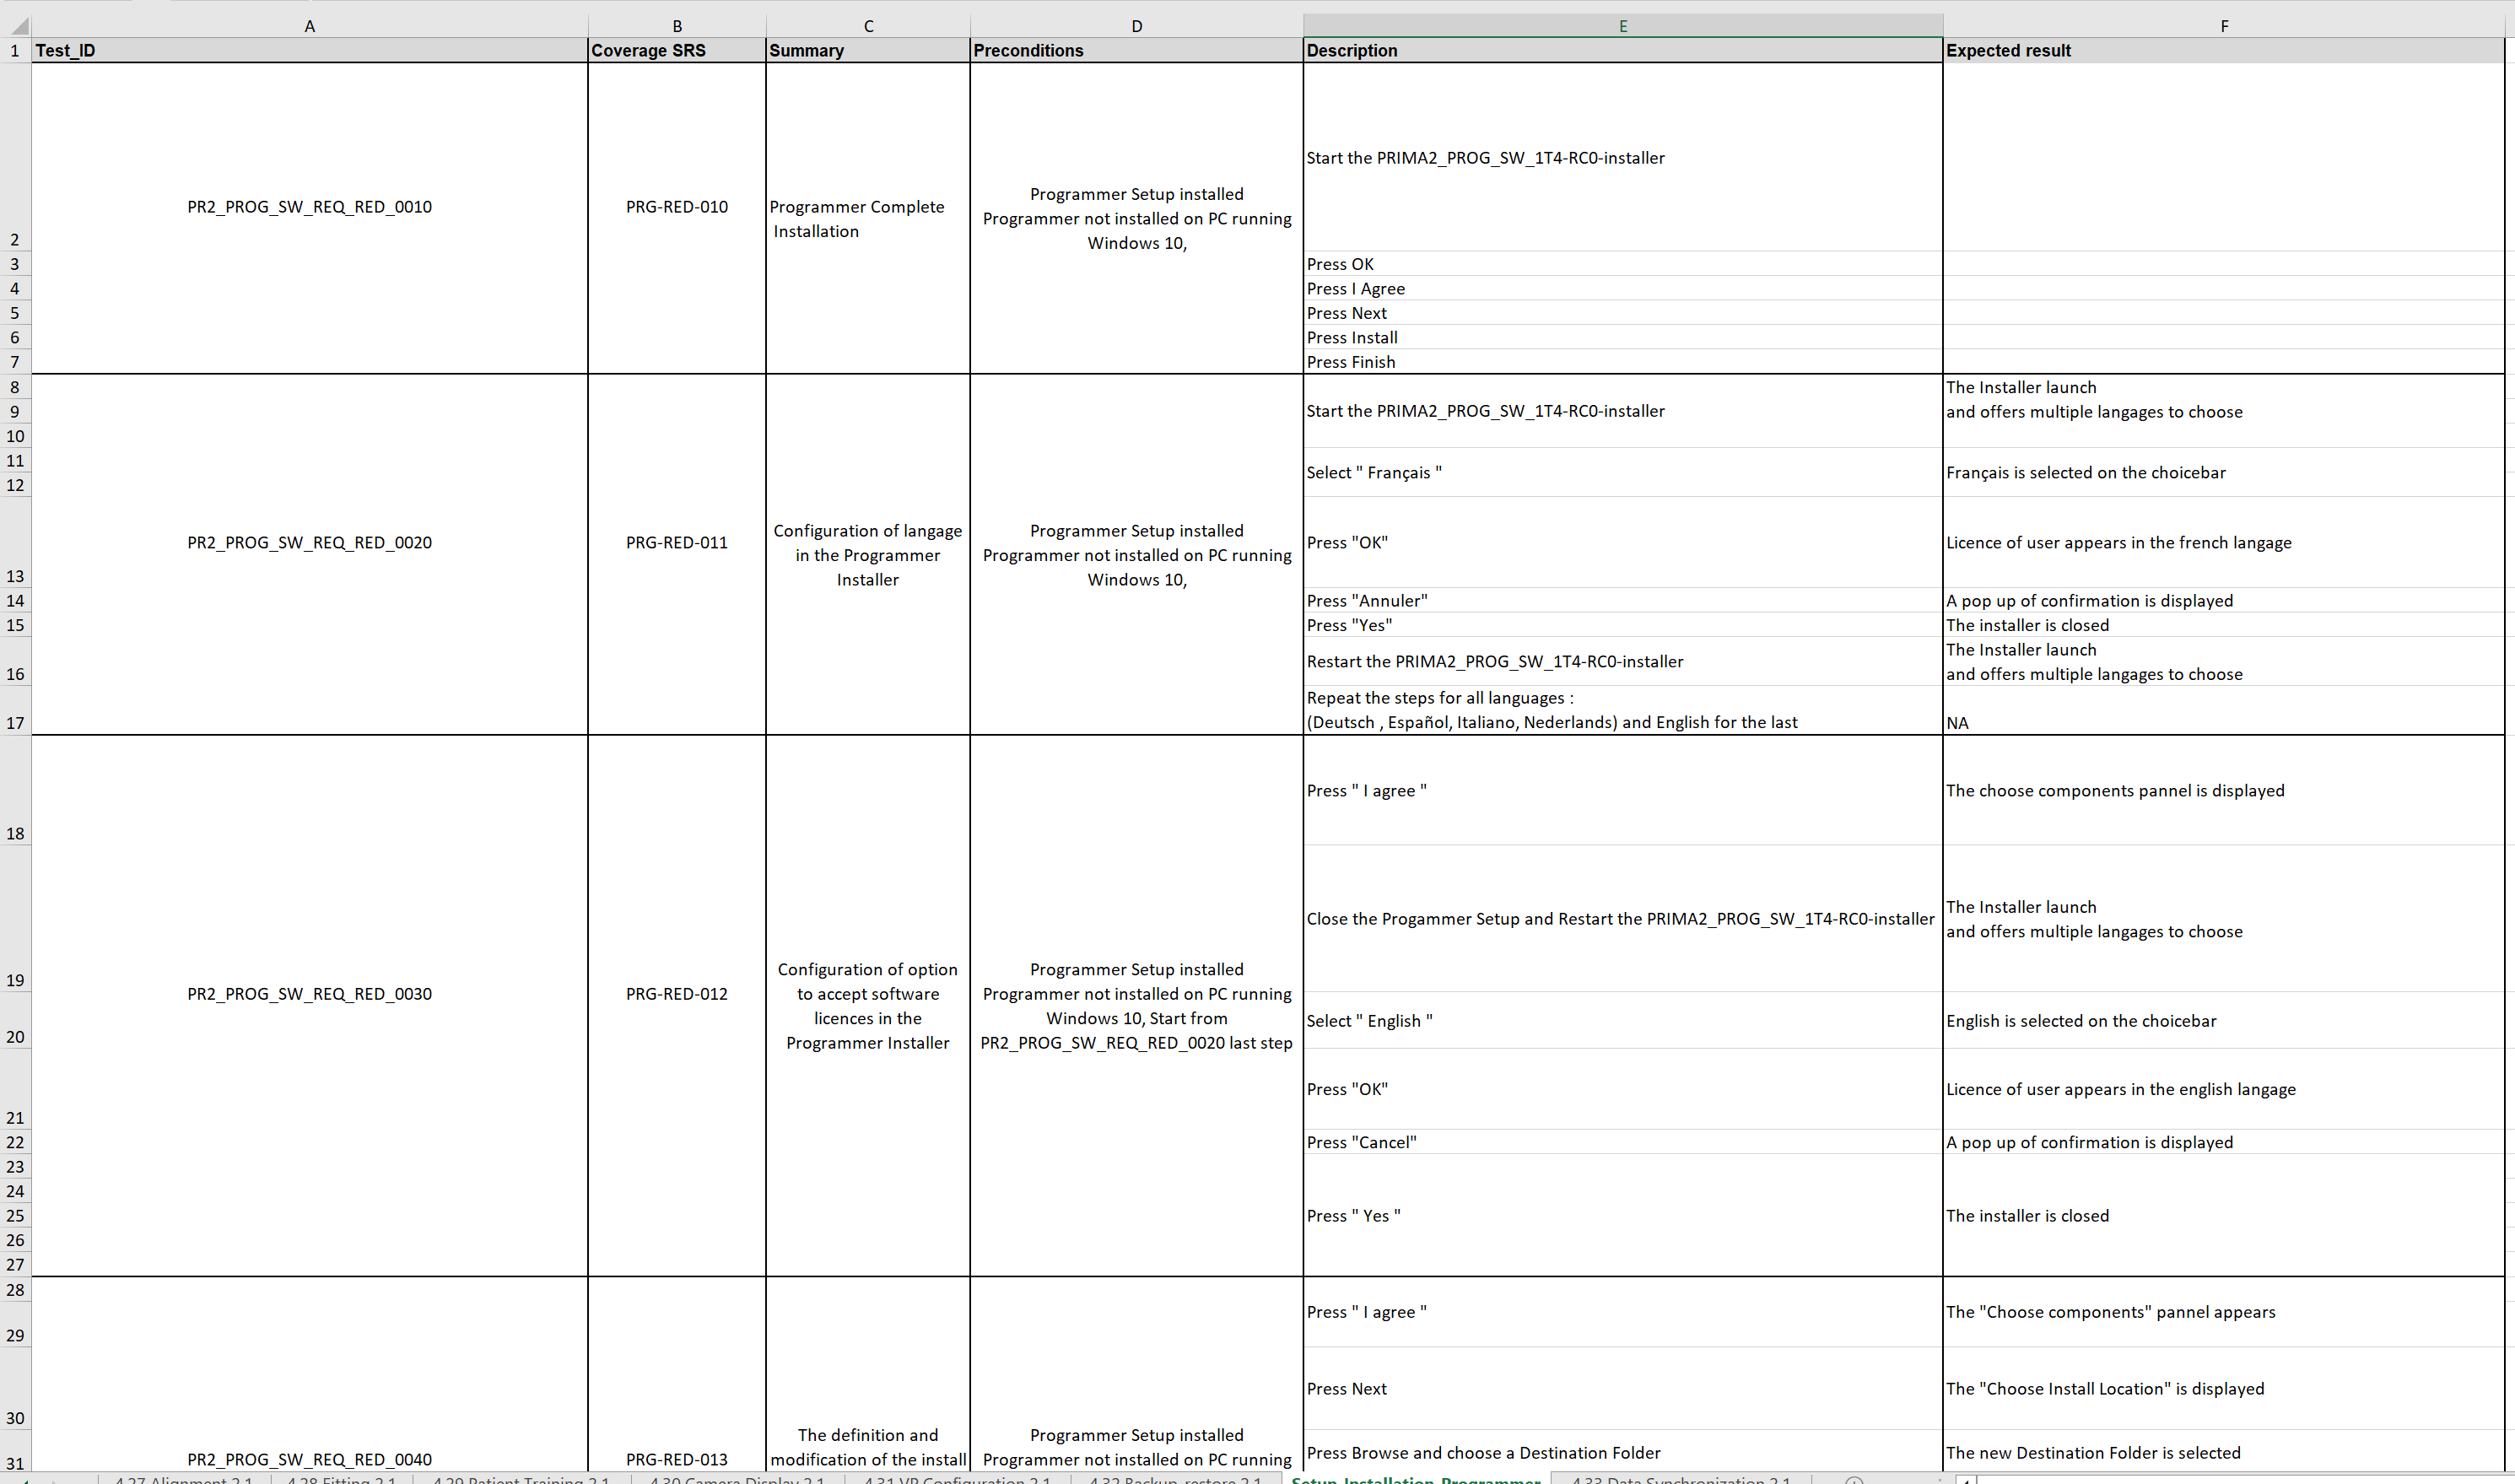 A B C D E F
1 Test_ID Coverage SRS Summary Preconditions Description Expected result
2 PR2_PROG_SW_REQ_RED_0010 PRG-RED-010
Programmer Complete
Installation
Programmer Setup installed
Programmer not installed on PC running
Windows 10,
Start the PRIMA2_PROG_SW_1T4-RC0-installer
3 Press OK
4 Press I Agree
5 Press Next
6 Press Install
7 Press Finish
8
9
10
PR2_PROG_SW_REQ_RED_0020 PRG-RED-011
Configuration of langage
in the Programmer
Installer
Programmer Setup installed
Programmer not installed on PC running
Windows 10,
Start the PRIMA2_PROG_SW_1T4-RC0-installer
The Installer launch
and offers multiple langages to choose
11
12
Select " Français " Français is selected on the choicebar
13 Press "OK" Licence of user appears in the french langage
14 Press "Annuler" A pop up of confirmation is displayed
15 Press "Yes" The installer is closed
16 Restart the PRIMA2_PROG_SW_1T4-RC0-installer
The Installer launch
and offers multiple langages to choose
17
Repeat the steps for all languages :
(Deutsch , Español, Italiano, Nederlands) and English for the last
NA
18 PR2_PROG_SW_REQ_RED_0030 PRG-RED-012
Configuration of option
to accept software
licences in the
Programmer Installer
Programmer Setup installed
Programmer not installed on PC running
Windows 10, Start from
PR2_PROG_SW_REQ_RED_0020 last step
Press " I agree " The choose components pannel is displayed
19 Close the Progammer Setup and Restart the PRIMA2_PROG_SW_1T4-RC0-installer
The Installer launch
and offers multiple langages to choose
20 Select " English " English is selected on the choicebar
21 Press "OK" Licence of user appears in the english langage
22 Press "Cancel" A pop up of confirmation is displayed
23
24
25
26
27
Press " Yes " The installer is closed
28
29
PR2_PROG_SW_REQ_RED_0040 PRG-RED-013
The definition and
modification of the install
Programmer Setup installed
Programmer not installed on PC running
Press " I agree " The "Choose components" pannel appears
30 Press Next The "Choose Install Location" is displayed
31 Press Browse and choose a Destination Folder The new Destination Folder is selected
4.27 Alignment 2.1 4.28 Fitting 2.1 4.29 Patient Training 2.1 4.30 Camera Display 2.1 4.31 VP Configuration 2.1 4.32 Backup-restore 2.1 Setup-Installation-Programmer 4.33 Data Synchronization 2.1